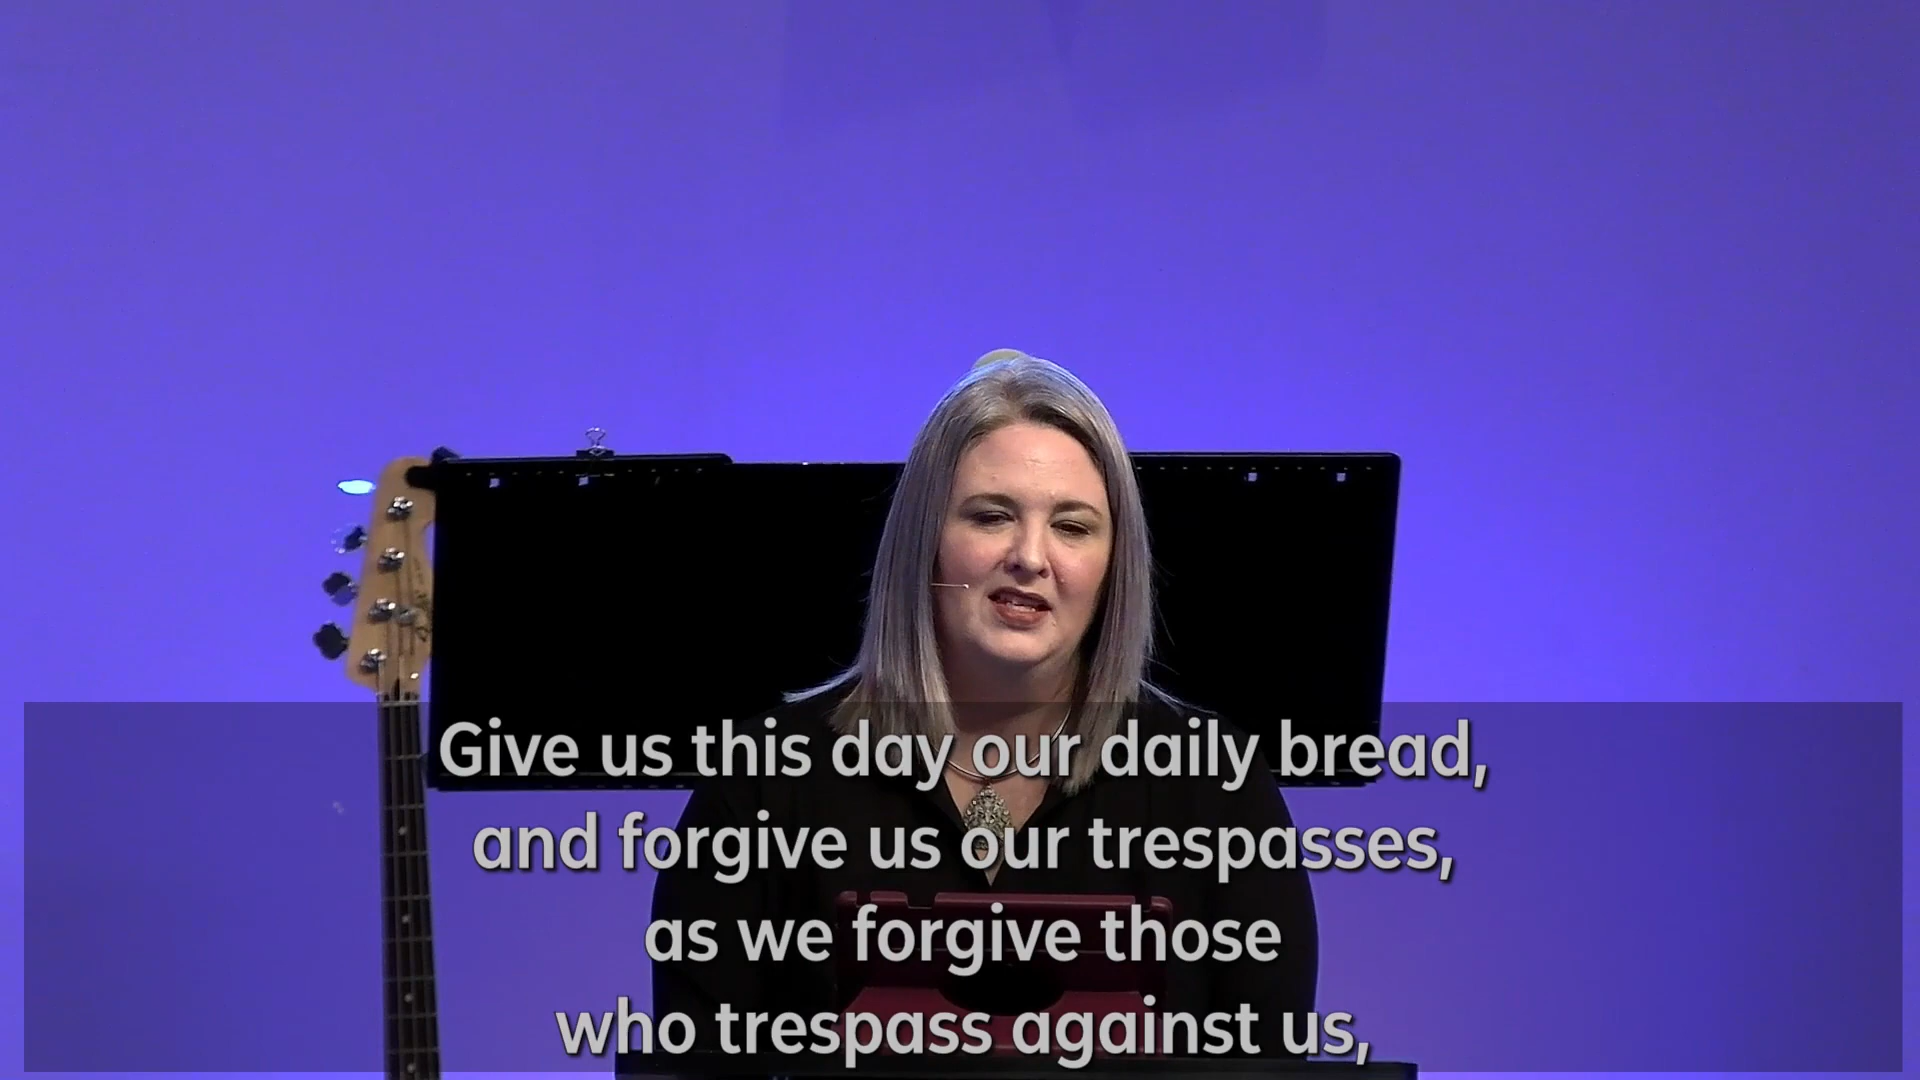 Give us this day our daily bread,
and forgive us our trespasses,
as we forgive those
who trespass against us,